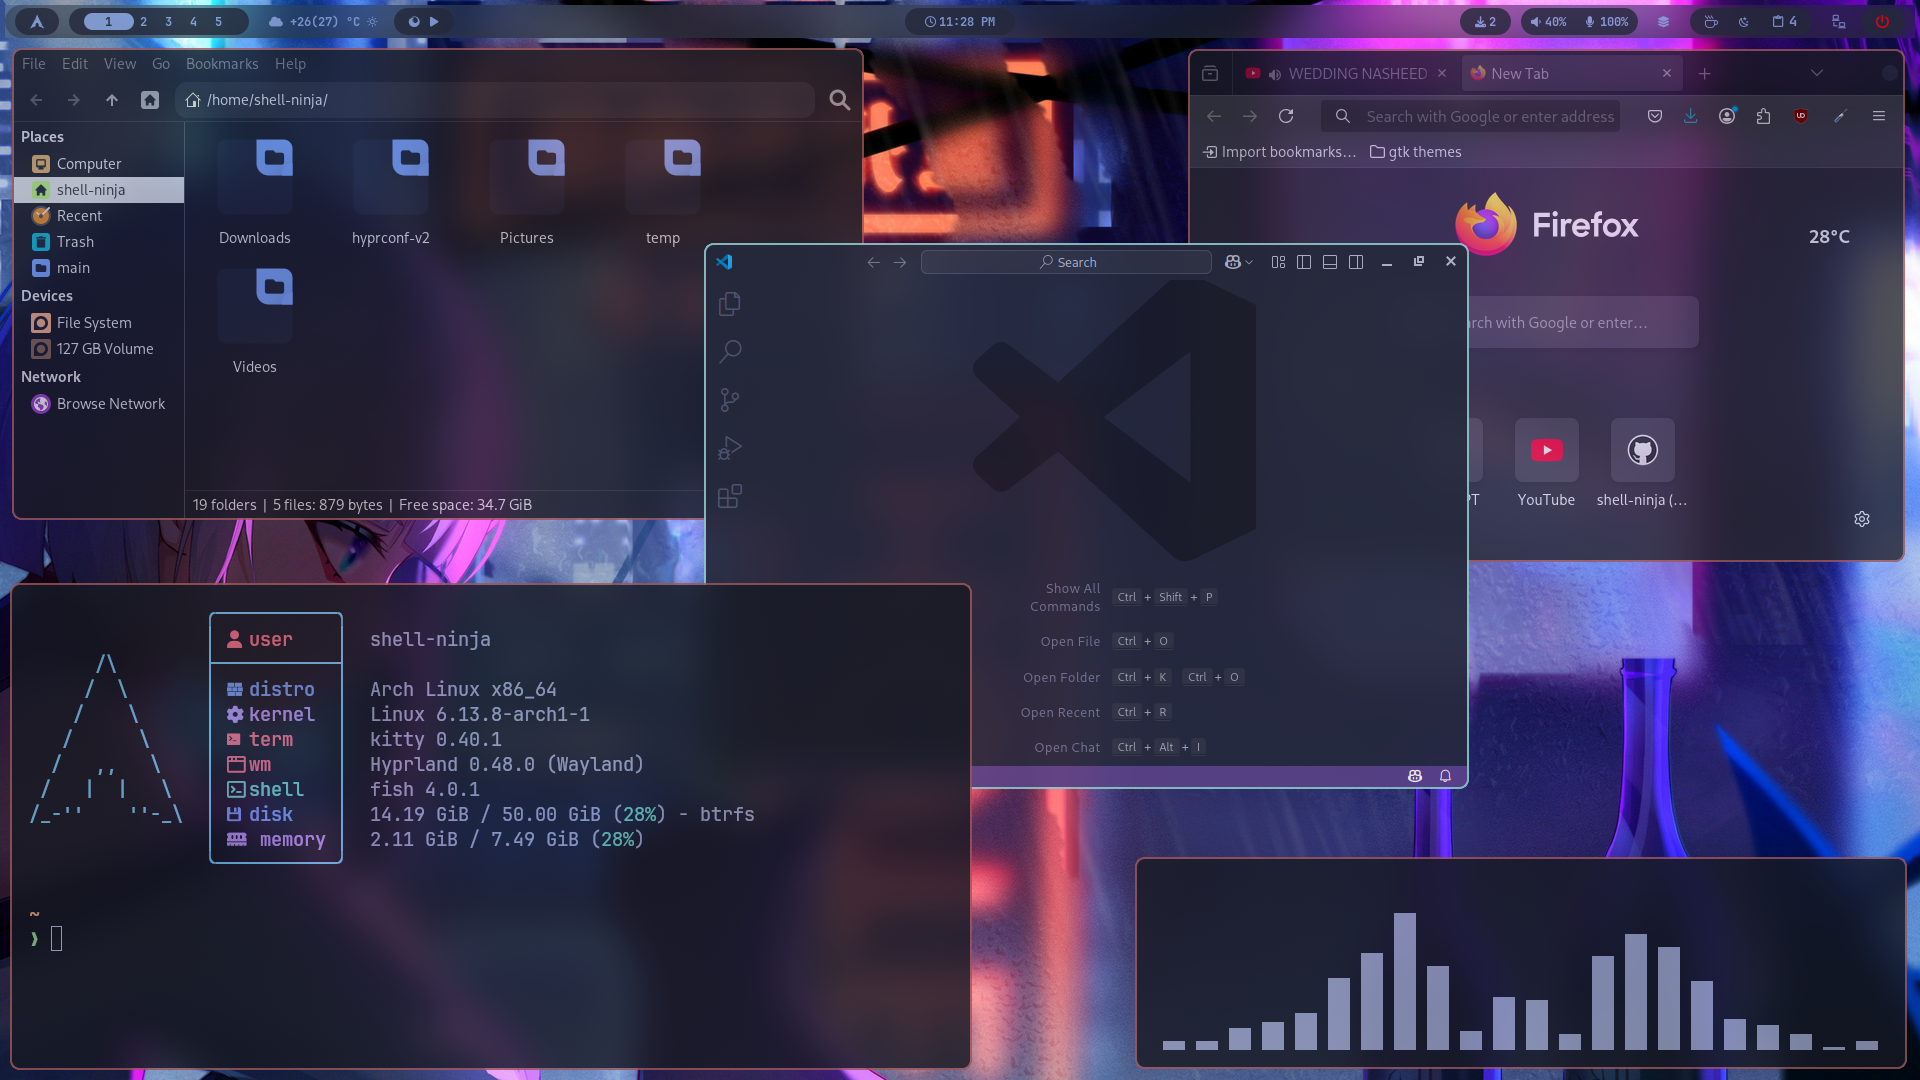 1 2 3 4 5 +26(27) °C 11:28 PM 2 40% 100% 4
File Edit View Go Bookmarks Help
/home/shell-ninja/
Places
Computer
shell-ninja
Recent
Trash
main
Devices
File System
127 GB Volume
Network
Browse Network
Downloads hyprconf-v2 Pictures temp
Videos
19 folders | 5 files: 879 bytes | Free space: 34.7 GiB
WEDDING NASHEED New Tab
Search with Google or enter address
Import bookmarks... gtk themes
Firefox
28°C
with Google or enter...
YouTube shell-ninja (...
Search
Show All
Commands Ctrl + Shift + P
Open File Ctrl + O
Open Folder Ctrl + K Ctrl + O
Open Recent Ctrl + R
Open Chat Ctrl + Alt + I
user shell-ninja
distro Arch Linux x86_64
kernel Linux 6.13.8-arch1-1
term kitty 0.40.1
wm Hyprland 0.48.0 (Wayland)
shell fish 4.0.1
disk 14.19 GiB / 50.00 GiB (28%) - btrfs
memory 2.11 GiB / 7.49 GiB (28%)
~
❯